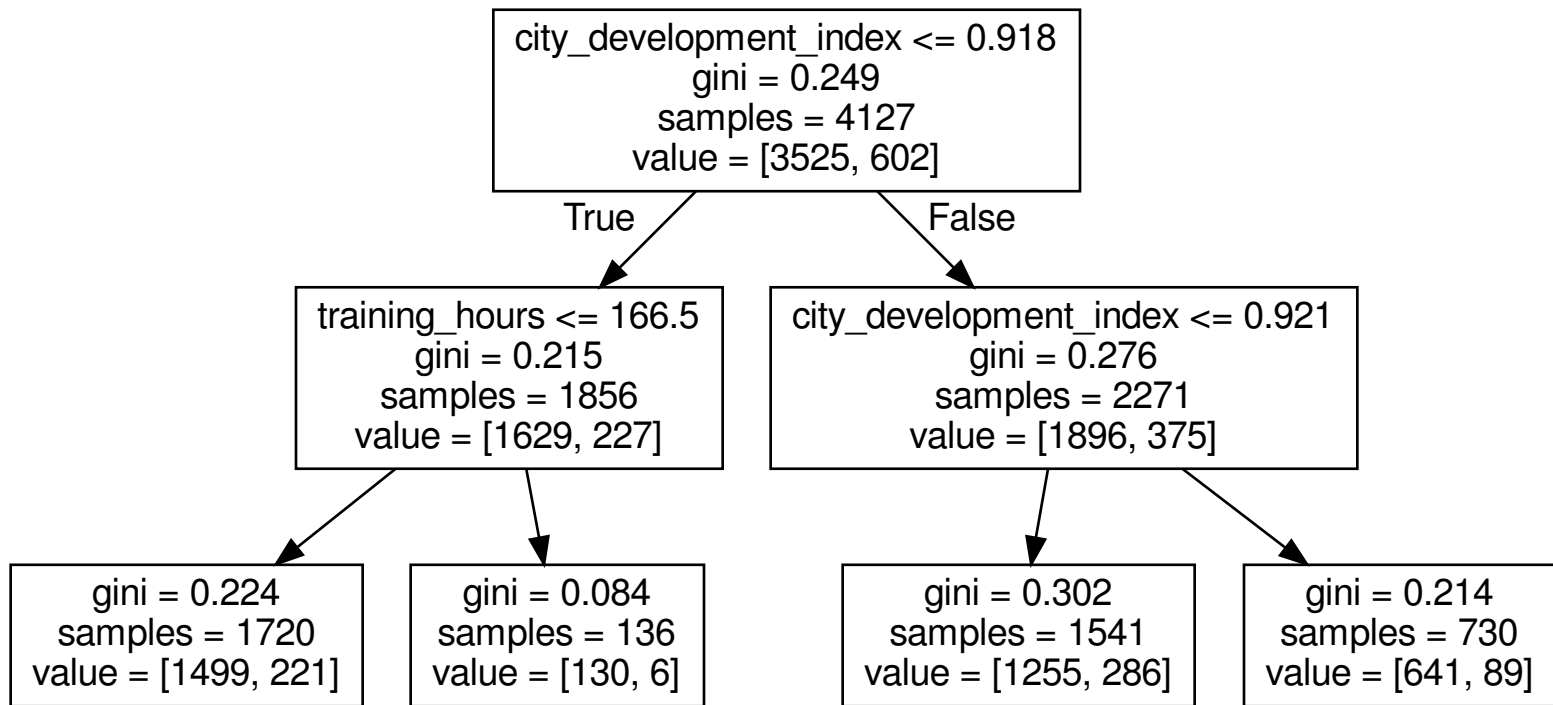 city_development_index <= 0.918
gini = 0.249
samples = 4127
value = [3525, 602]
True
False
training_hours <= 166.5
gini = 0.215
samples = 1856
value = [1629, 227]
city_development_index <= 0.921
gini = 0.276
samples = 2271
value = [1896, 375]
gini = 0.224
samples = 1720
value = [1499, 221]
gini = 0.084
samples = 136
value = [130, 6]
gini = 0.302
samples = 1541
value = [1255, 286]
gini = 0.214
samples = 730
value = [641, 89]